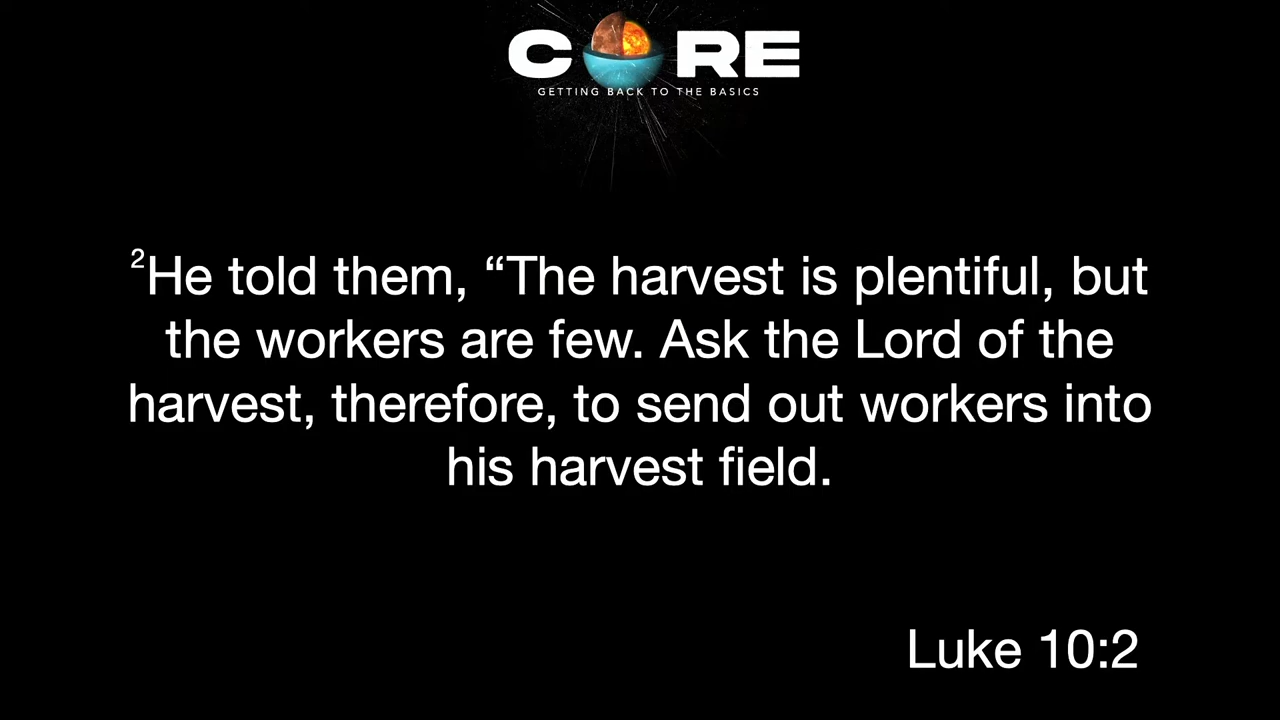 CORE
GETTING BACK TO THE BASICS
²He told them, “The harvest is plentiful, but
the workers are few. Ask the Lord of the
harvest, therefore, to send out workers into
his harvest field.
Luke 10:2